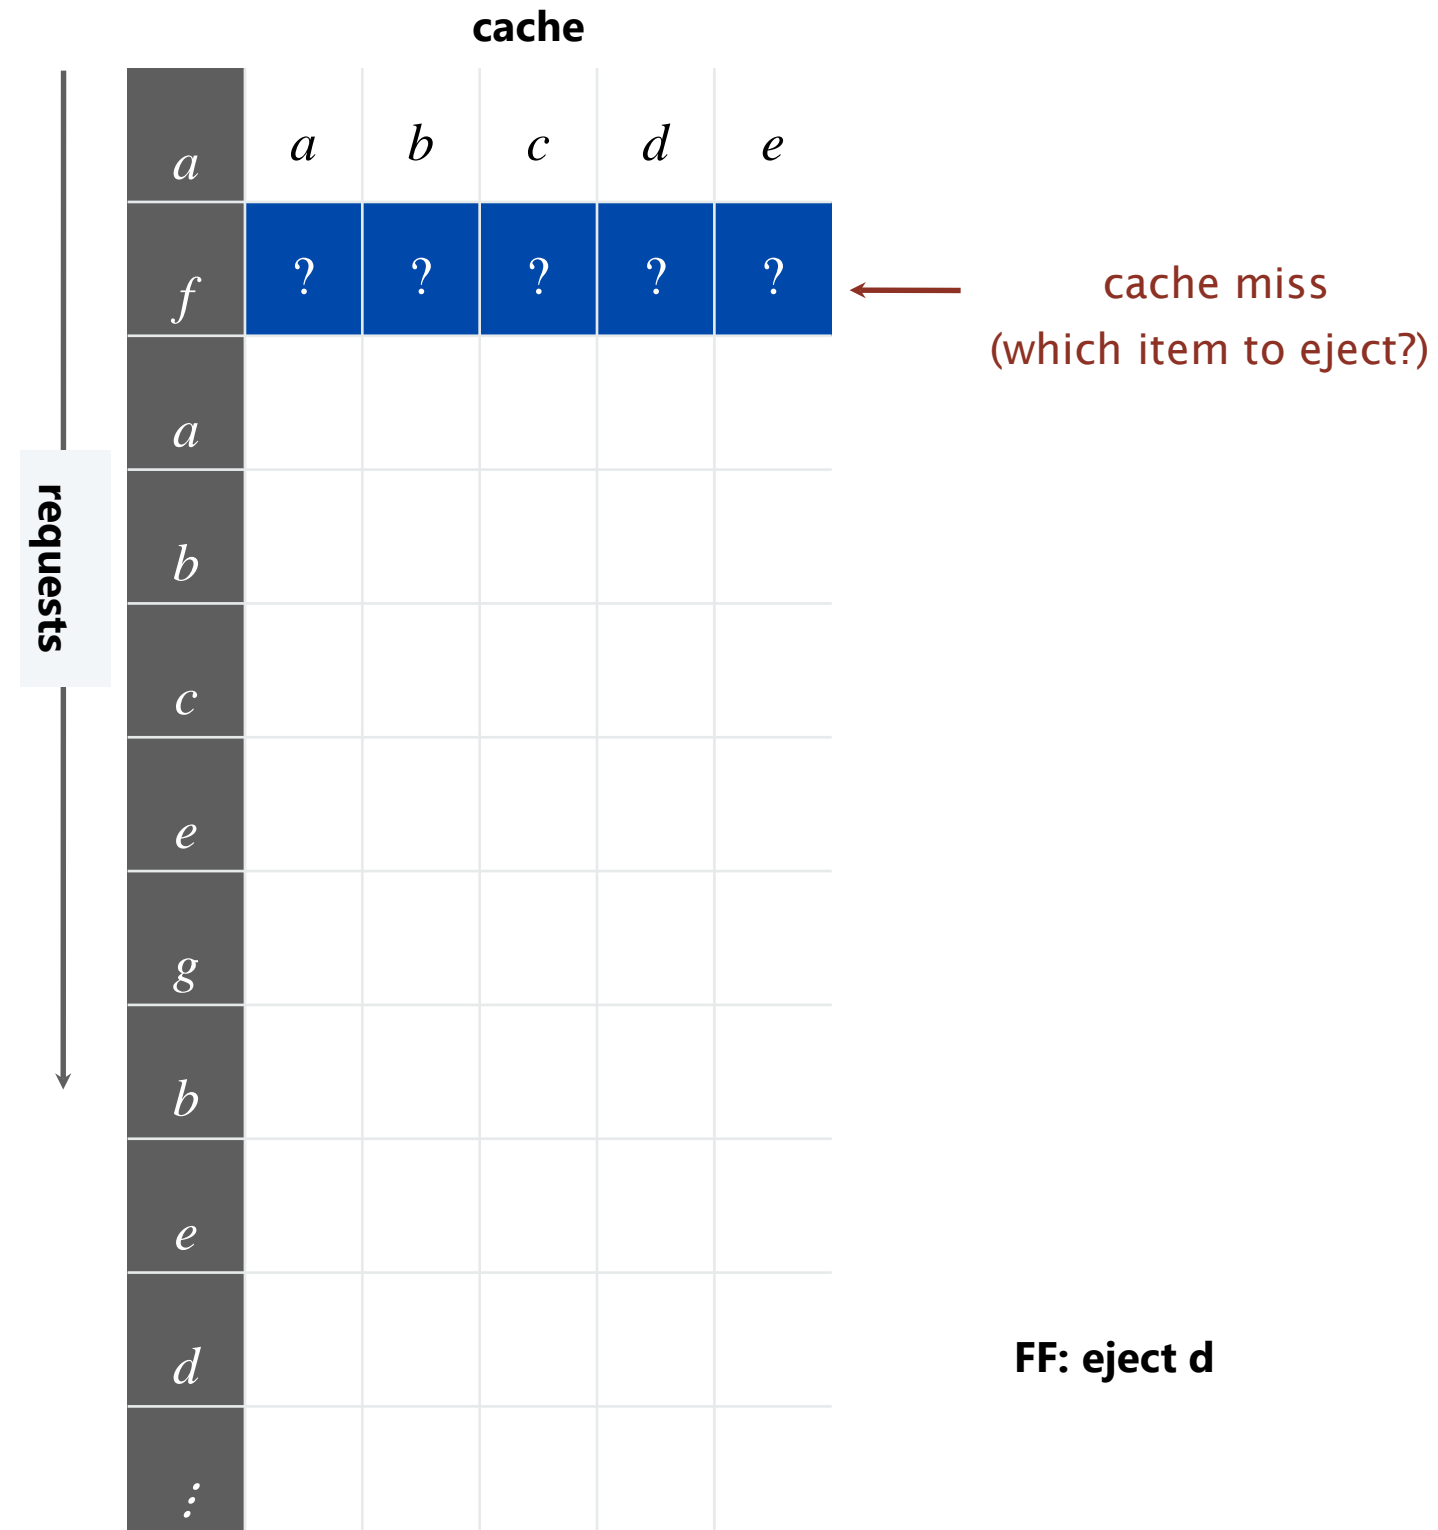 cache
a a b c d e
f ? ? ? ? ?
cache miss
(which item to eject?)
a
b
requests
c
e
g
b
e
d
FF: eject d
⋮